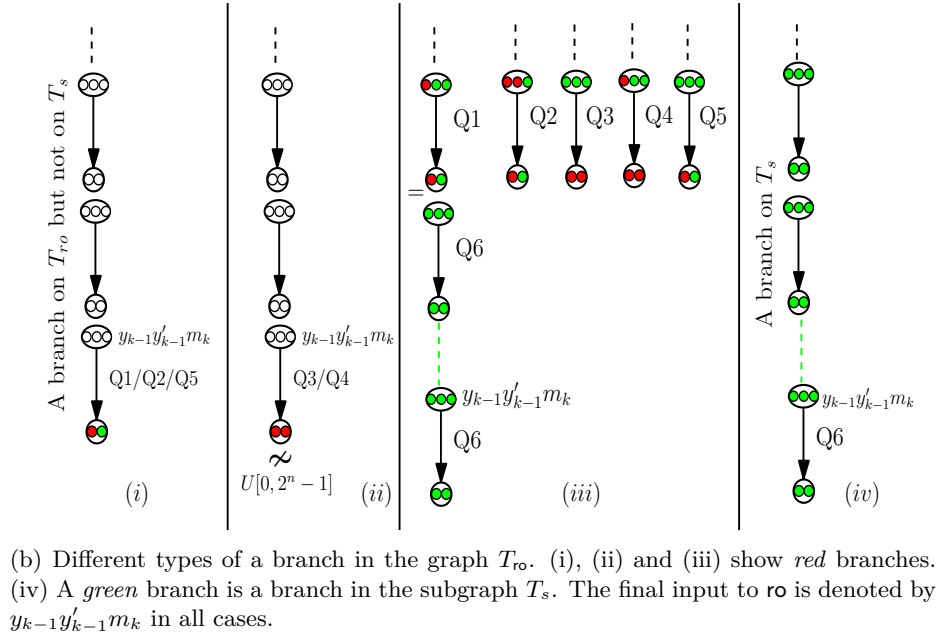 A branch on T_{ro} but not on T_s
y_{k−1}y′_{k−1}m_k
Q1/Q2/Q5
(i)
y_{k−1}y′_{k−1}m_k
Q3/Q4
∝
U[0, 2^n − 1]
(ii)
Q1 Q2 Q3 Q4 Q5
=
Q6
y_{k−1}y′_{k−1}m_k
Q6
(iii)
A branch on T_s
y_{k−1}y′_{k−1}m_k
Q6
(iv)
(b) Different types of a branch in the graph T_{ro}. (i), (ii) and (iii) show red branches.
(iv) A green branch is a branch in the subgraph T_s. The final input to ro is denoted by
y_{k−1}y′_{k−1}m_k in all cases.